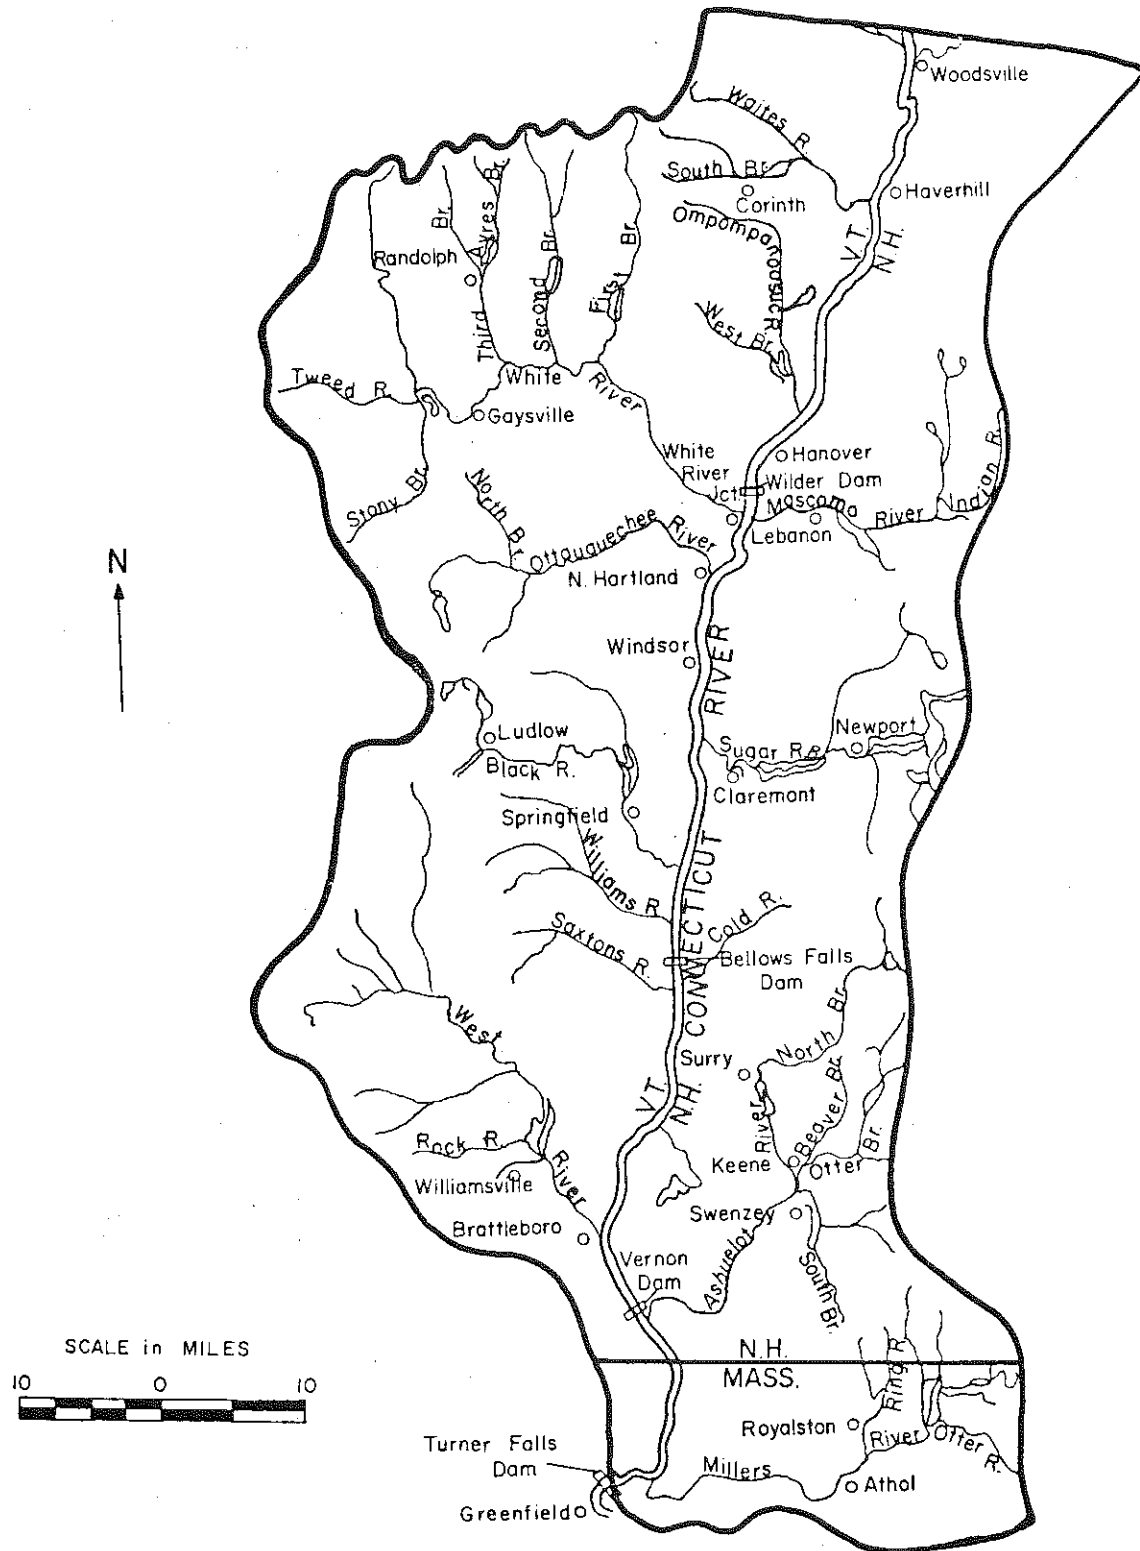 Woodsville
Waites R.
South Br.
Corinth
Haverhill
Ompompanoosuc R.
V.T.
N.H.
Br.
Ayres Br.
Randolph
Third
Second Br.
First Br.
West Br.
Tweed R.
White River
Gaysville
Stony Br.
North Br.
White
River
Jct.
Hanover
Wilder Dam
Mascoma River
Indian R.
Lebanon
Ottauquechee River
N. Hartland
N
Windsor
CONNECTICUT RIVER
Ludlow
Black R.
Sugar R.
Newport
Claremont
Springfield
Williams R.
Saxtons R.
Cold R.
Bellows Falls
Dam
West River
Surry
North Br.
V.T.
N.H.
River
Beaver Br.
Rock R.
Keene
Otter Br.
Williamsville
Swenzey
Brattleboro
Vernon
Dam
Ashuelot
South Br.
SCALE in MILES
10 0 10
N.H.
MASS.
Ring R.
Royalston
River
Otter R.
Turner Falls
Dam
Millers
Athol
Greenfield